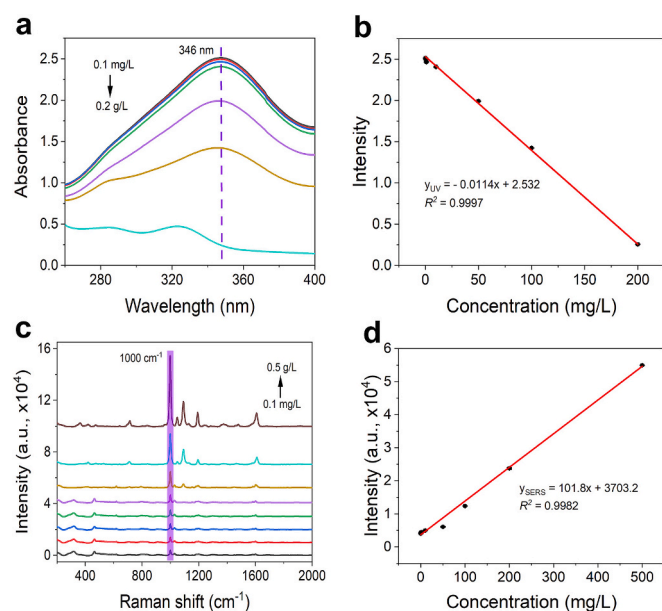 a
346 nm
0.1 mg/L
0.2 g/L
Absorbance
2.5
2.0
1.5
1.0
0.5
0.0
280
320
360
400
Wavelength (nm)
b
Intensity
2.5
2.0
1.5
1.0
0.5
0.0
yUV = - 0.0114x + 2.532
R² = 0.9997
0
50
100
150
200
Concentration (mg/L)
c
1000 cm⁻¹
0.5 g/L
0.1 mg/L
Intensity (a.u., x10⁴)
16
12
8
4
0
400
800
1200
1600
2000
Raman shift (cm⁻¹)
d
Intensity (a.u., x10⁴)
6
5
4
3
2
1
0
ySERS = 101.8x + 3703.2
R² = 0.9982
0
100
200
300
400
500
Concentration (mg/L)